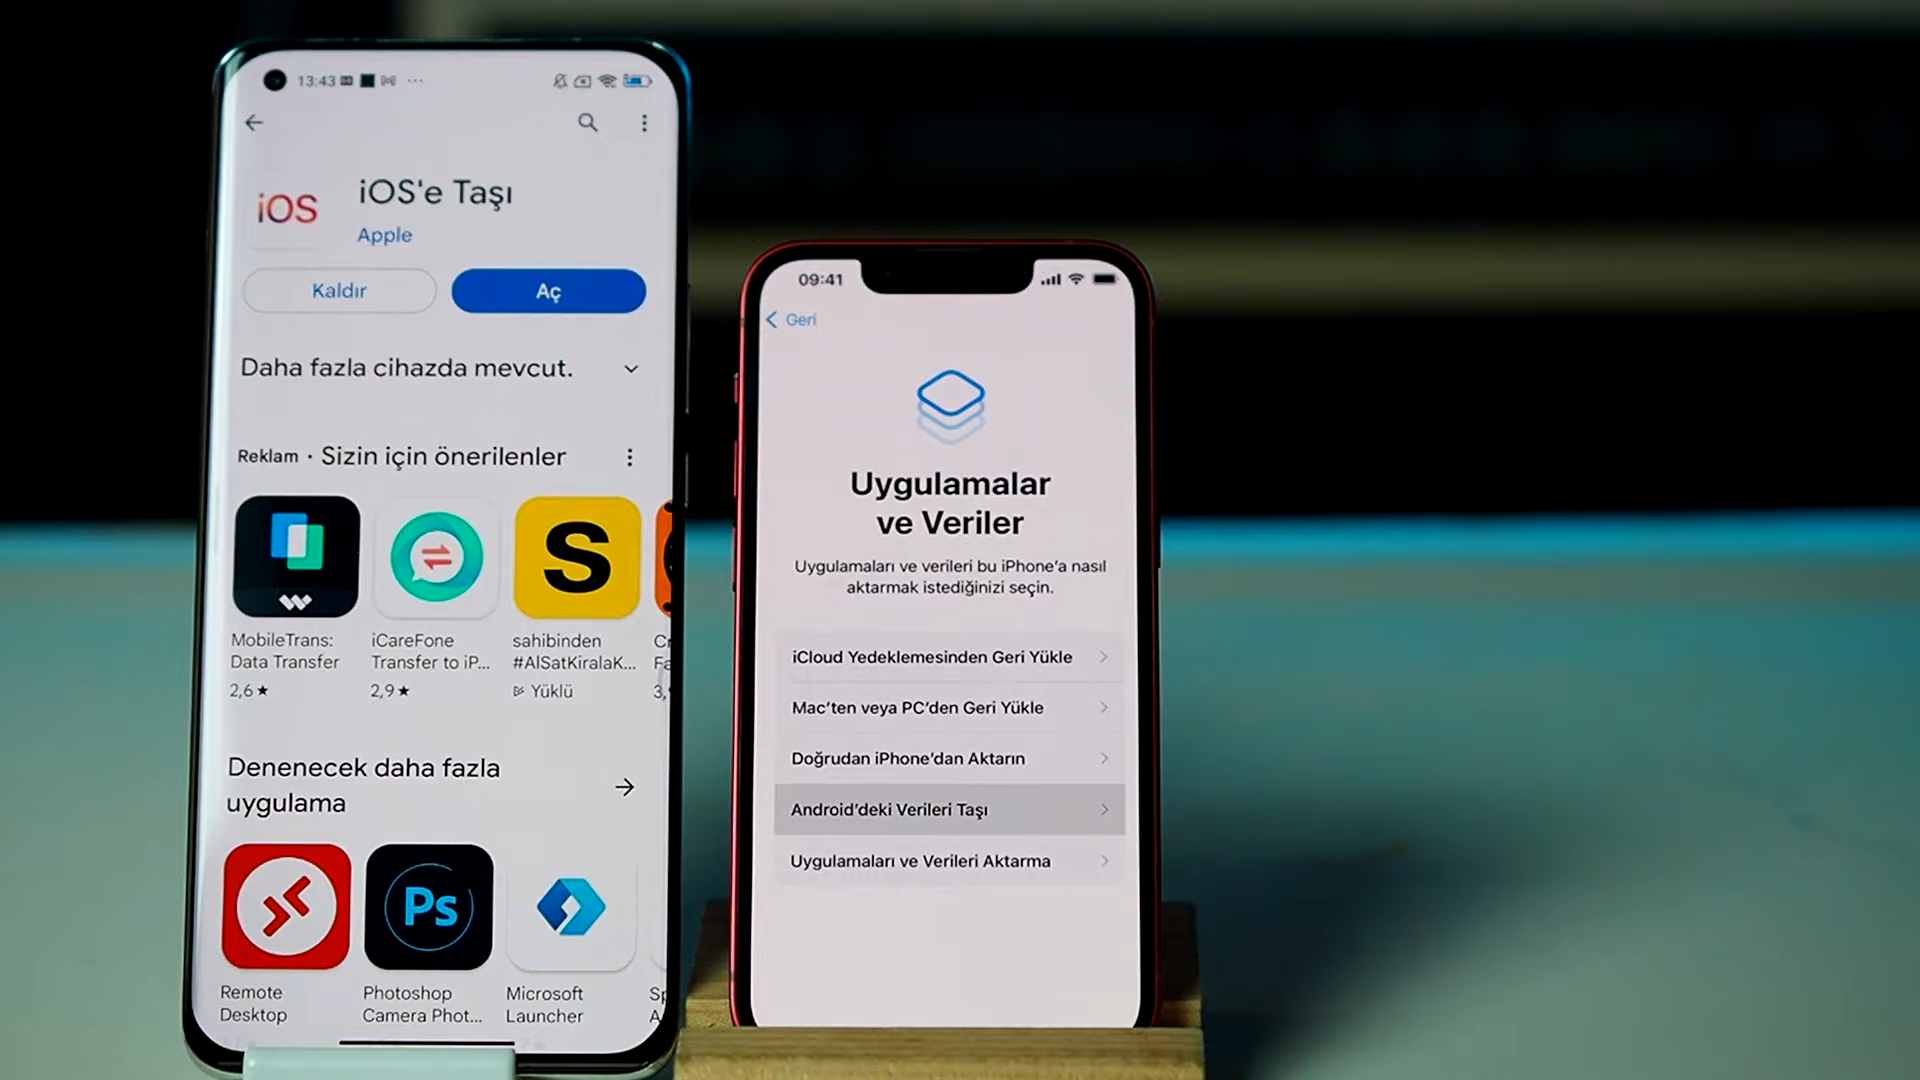 13:43
iOS
iOS'e Taşı
Apple
Kaldır
Aç
Daha fazla cihazda mevcut.
Reklam · Sizin için önerilenler
S
MobileTrans:
Data Transfer
2,6★
iCareFone
Transfer to iP...
2,9★
sahibinden
#AlSatKiralaK...
Yüklü
3,
Denenecek daha fazla
uygulama
Ps
Remote
Desktop
Photoshop
Camera Phot...
Microsoft
Launcher
09:41
Geri
Uygulamalar
ve Veriler
Uygulamaları ve verileri bu iPhone'a nasıl
aktarmak istediğinizi seçin.
iCloud Yedeklemesinden Geri Yükle
Mac'ten veya PC'den Geri Yükle
Doğrudan iPhone'dan Aktarın
Android'deki Verileri Taşı
Uygulamaları ve Verileri Aktarma